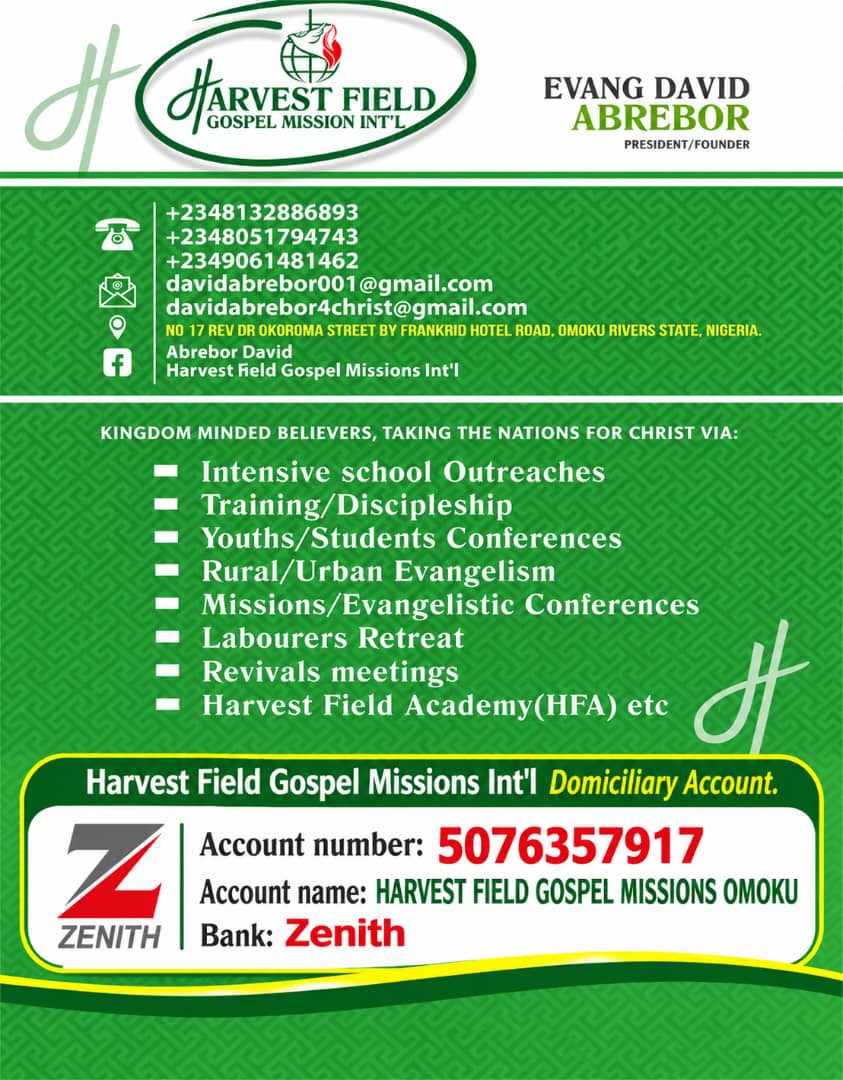 HARVEST FIELD
GOSPEL MISSION INT'L
EVANG DAVID
ABREBOR
PRESIDENT/FOUNDER
+2348132886893
+2348051794743
+2349061481462
davidabrebor001@gmail.com
davidabrebor4christ@gmail.com
NO 17 REV DR OKOROMA STREET BY FRANKRID HOTEL ROAD, OMOKU RIVERS STATE, NIGERIA.
Abrebor David
Harvest Field Gospel Missions Int'l
KINGDOM MINDED BELIEVERS, TAKING THE NATIONS FOR CHRIST VIA:
Intensive school Outreaches
Training/Discipleship
Youths/Students Conferences
Rural/Urban Evangelism
Missions/Evangelistic Conferences
Labourers Retreat
Revivals meetings
Harvest Field Academy(HFA) etc
Harvest Field Gospel Missions Int'l Domiciliary Account.
ZENITH
Account number: 5076357917
Account name: HARVEST FIELD GOSPEL MISSIONS OMOKU
Bank: Zenith